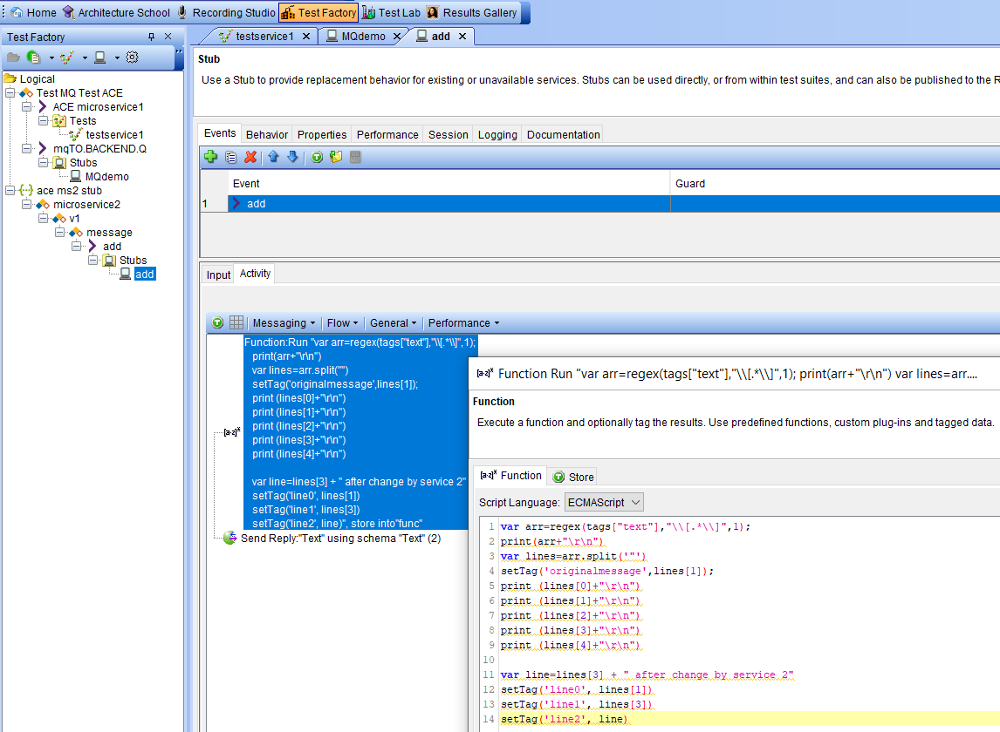 Home Architecture School Recording Studio Test Factory Test Lab Results Gallery
Test Factory
testservice1 MQdemo add
Logical
Test MQ Test ACE
ACE microservice1
Tests
testservice1
mqTO.BACKEND.Q
Stubs
MQdemo
ace ms2 stub
microservice2
v1
message
add
Stubs
add
Stub
Use a Stub to provide replacement behavior for existing or unavailable services. Stubs can be used directly, or from within test suites, and can also be published to the R
Events Behavior Properties Performance Session Logging Documentation
Event Guard
1 add
Input Activity
Messaging Flow General Performance
Function:Run "var arr=regex(tags["text"],"\\[.*\\]",1);
print(arr+"\r\n")
var lines=arr.split('"')
setTag('originalmessage',lines[1]);
print (lines[0]+"\r\n")
print (lines[1]+"\r\n")
print (lines[2]+"\r\n")
print (lines[3]+"\r\n")
print (lines[4]+"\r\n")
var line=lines[3] + " after change by service 2"
setTag('line0', lines[1])
setTag('line1', lines[3])
setTag('line2', line)", store into"func"
Send Reply:"Text" using schema "Text" (2)
Function Run "var arr=regex(tags["text"],"\\[.*\\]",1); print(arr+"\r\n") var lines=arr....
Function
Execute a function and optionally tag the results. Use predefined functions, custom plug-ins and tagged data.
Function Store
Script Language: ECMAScript
1 var arr=regex(tags["text"],"\\[.*\\]",1);
2 print(arr+"\r\n")
3 var lines=arr.split('"')
4 setTag('originalmessage',lines[1]);
5 print (lines[0]+"\r\n")
6 print (lines[1]+"\r\n")
7 print (lines[2]+"\r\n")
8 print (lines[3]+"\r\n")
9 print (lines[4]+"\r\n")
10
11 var line=lines[3] + " after change by service 2"
12 setTag('line0', lines[1])
13 setTag('line1', lines[3])
14 setTag('line2', line)